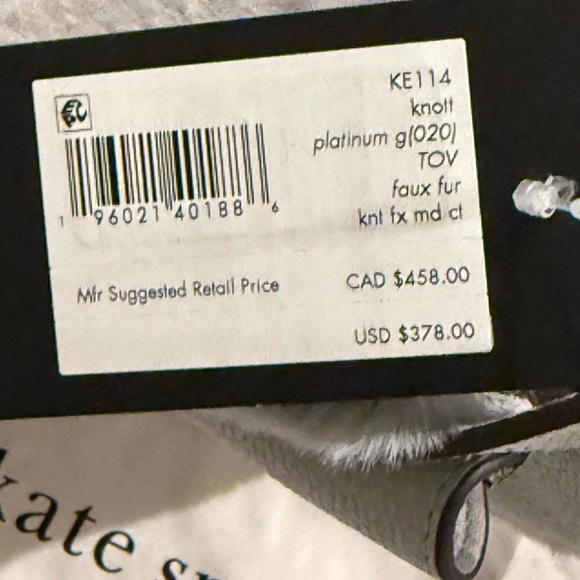 KE114
knott
platinum g(020)
TOV
faux fur
knt fx md ct
1 96021 40188 6
Mfr Suggested Retail Price
CAD $458.00
USD $378.00
kate sp